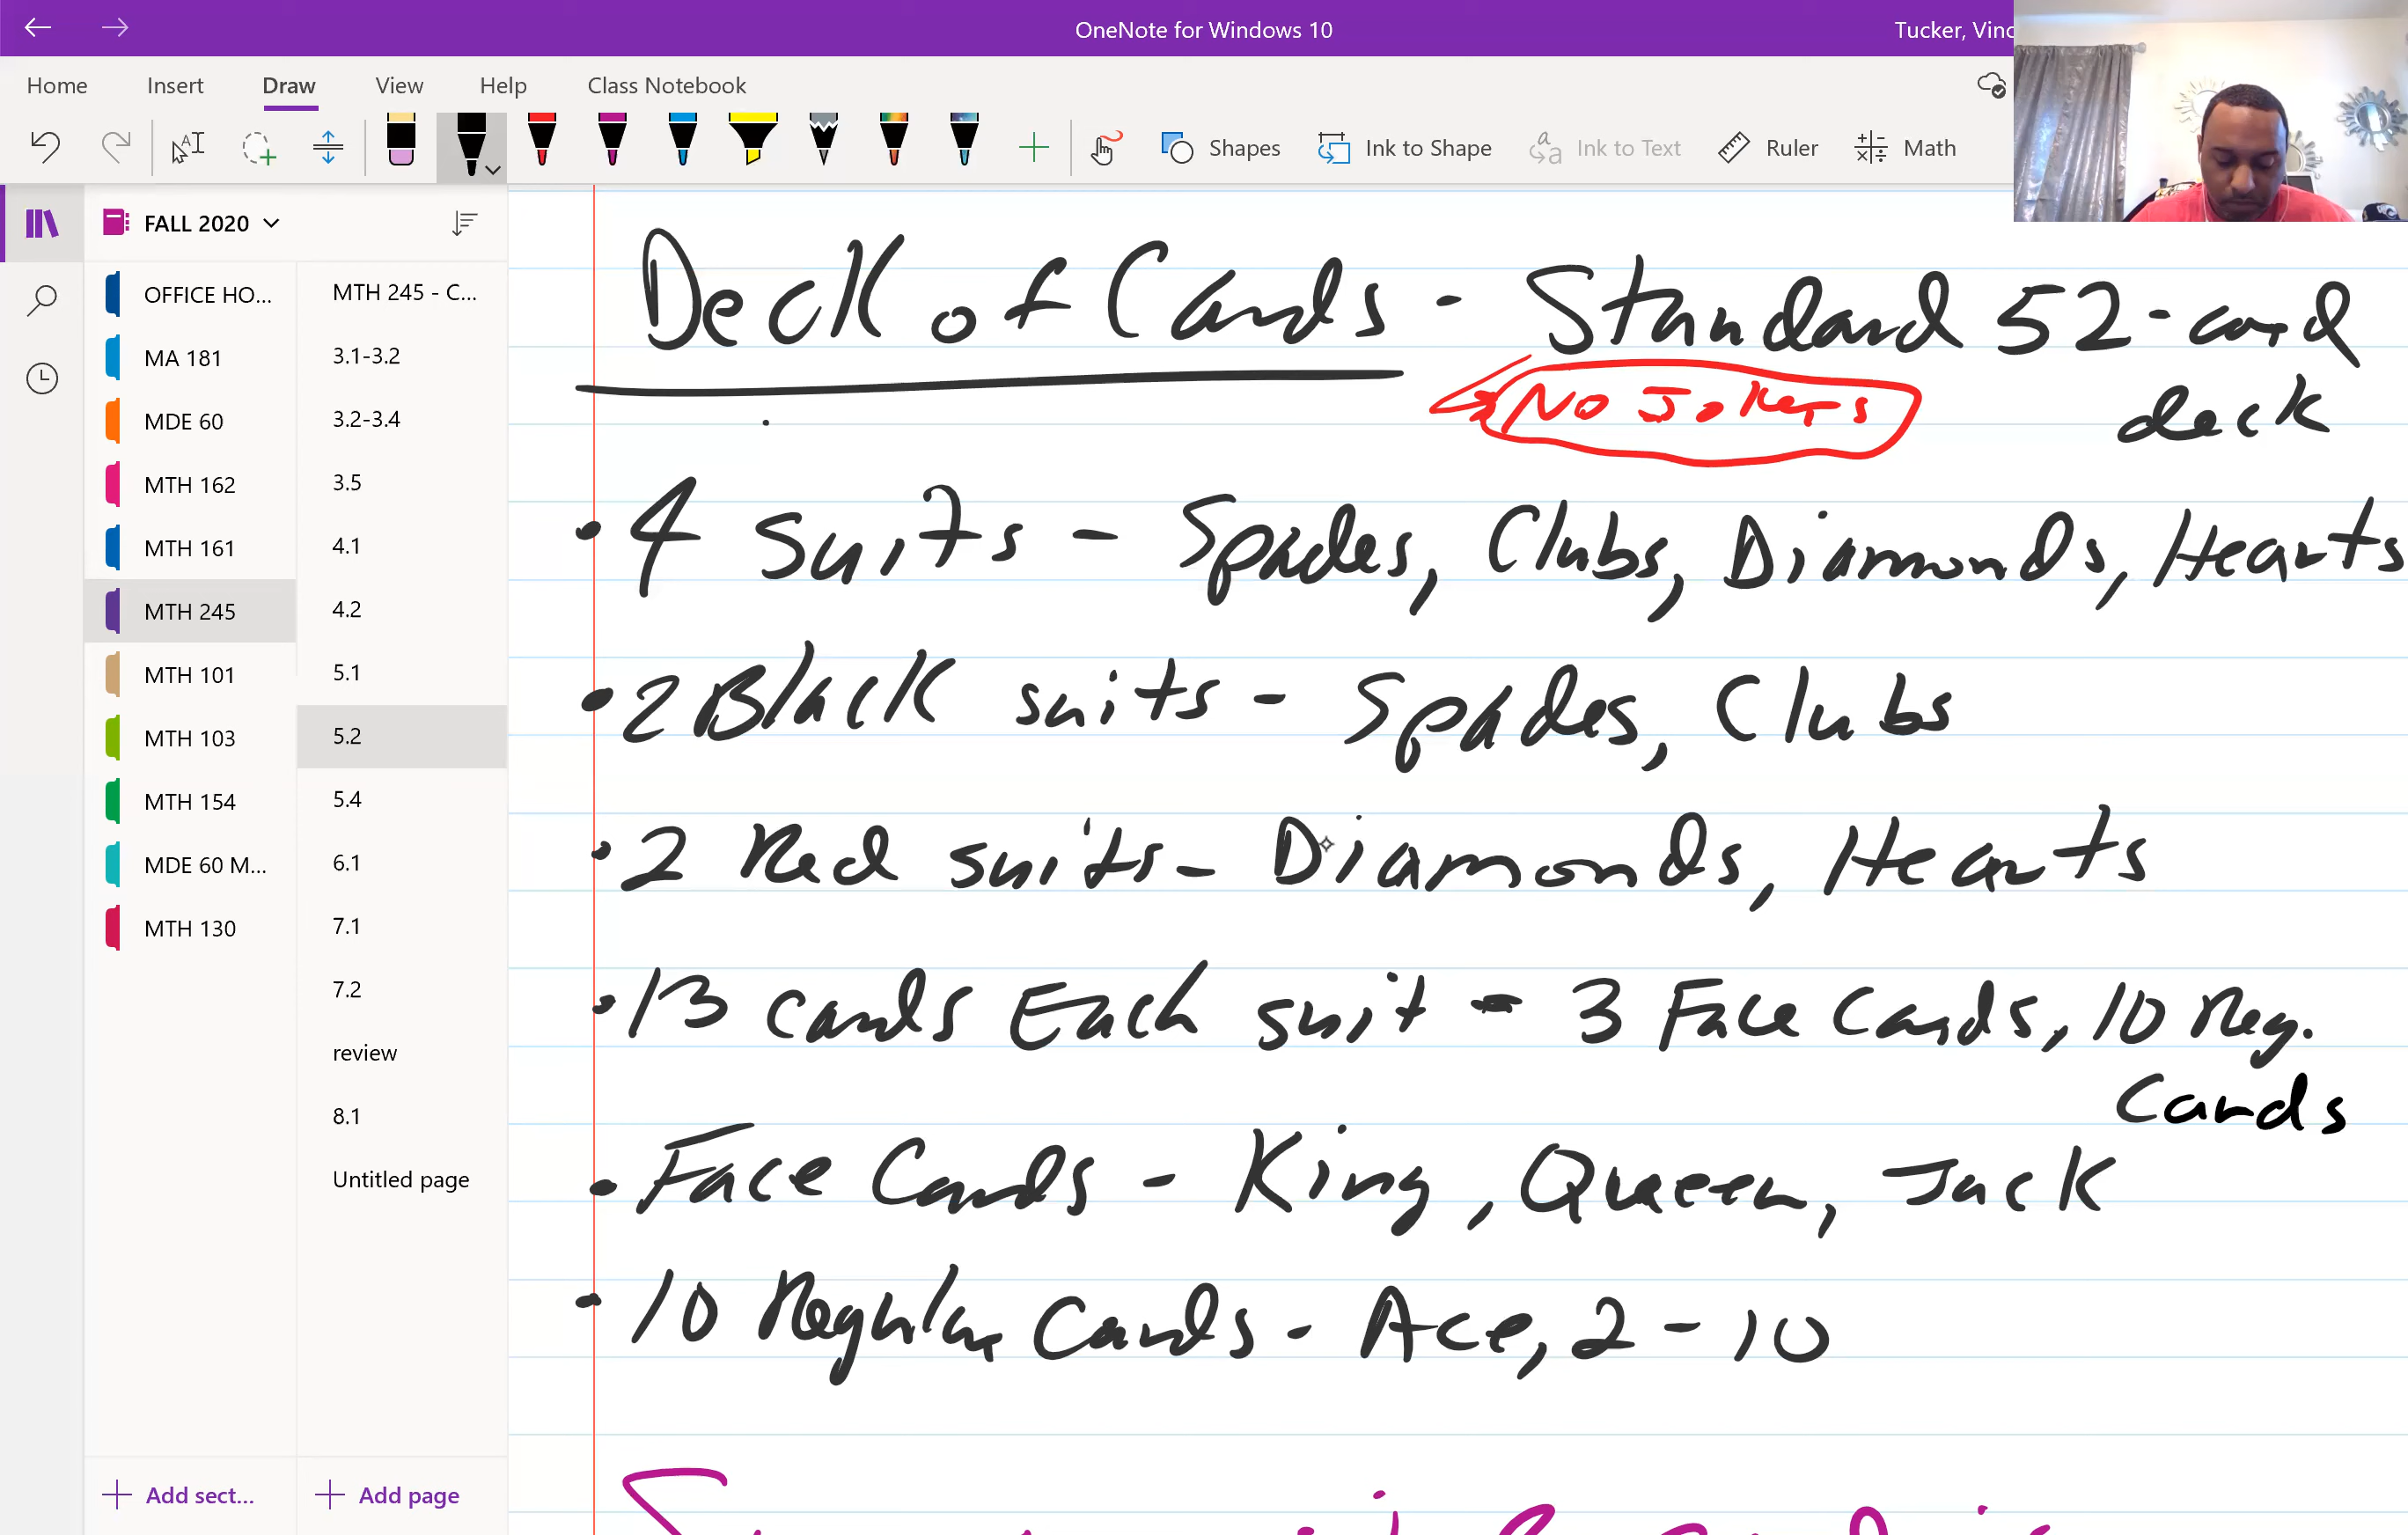 OneNote for Windows 10
Tucker, Vinc
Home Insert Draw View Help Class Notebook
Shapes Ink to Shape Ink to Text Ruler Math
FALL 2020
OFFICE HO...
MA 181
MDE 60
MTH 162
MTH 161
MTH 245
MTH 101
MTH 103
MTH 154
MDE 60 M...
MTH 130
Add sect...
MTH 245 - C...
3.1-3.2
3.2-3.4
3.5
4.1
4.2
5.1
5.2
5.4
6.1
7.1
7.2
review
8.1
Untitled page
Add page
Deck of Cards - Standard 52-card
deck
No Jokers
• 4 suits - Spades, Clubs, Diamonds, Hearts
• 2 Black suits - Spades, Clubs
• 2 Red suits - Diamonds, Hearts
• 13 cards Each suit - 3 Face Cards, 10 Reg.
Cards
• Face Cards - King, Queen, Jack
• 10 Regular Cards - Ace, 2 - 10